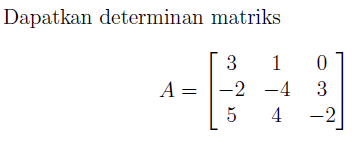 Dapatkan determinan matriks
A = [ 3 1 0
-2 -4 3
5 4 -2 ]